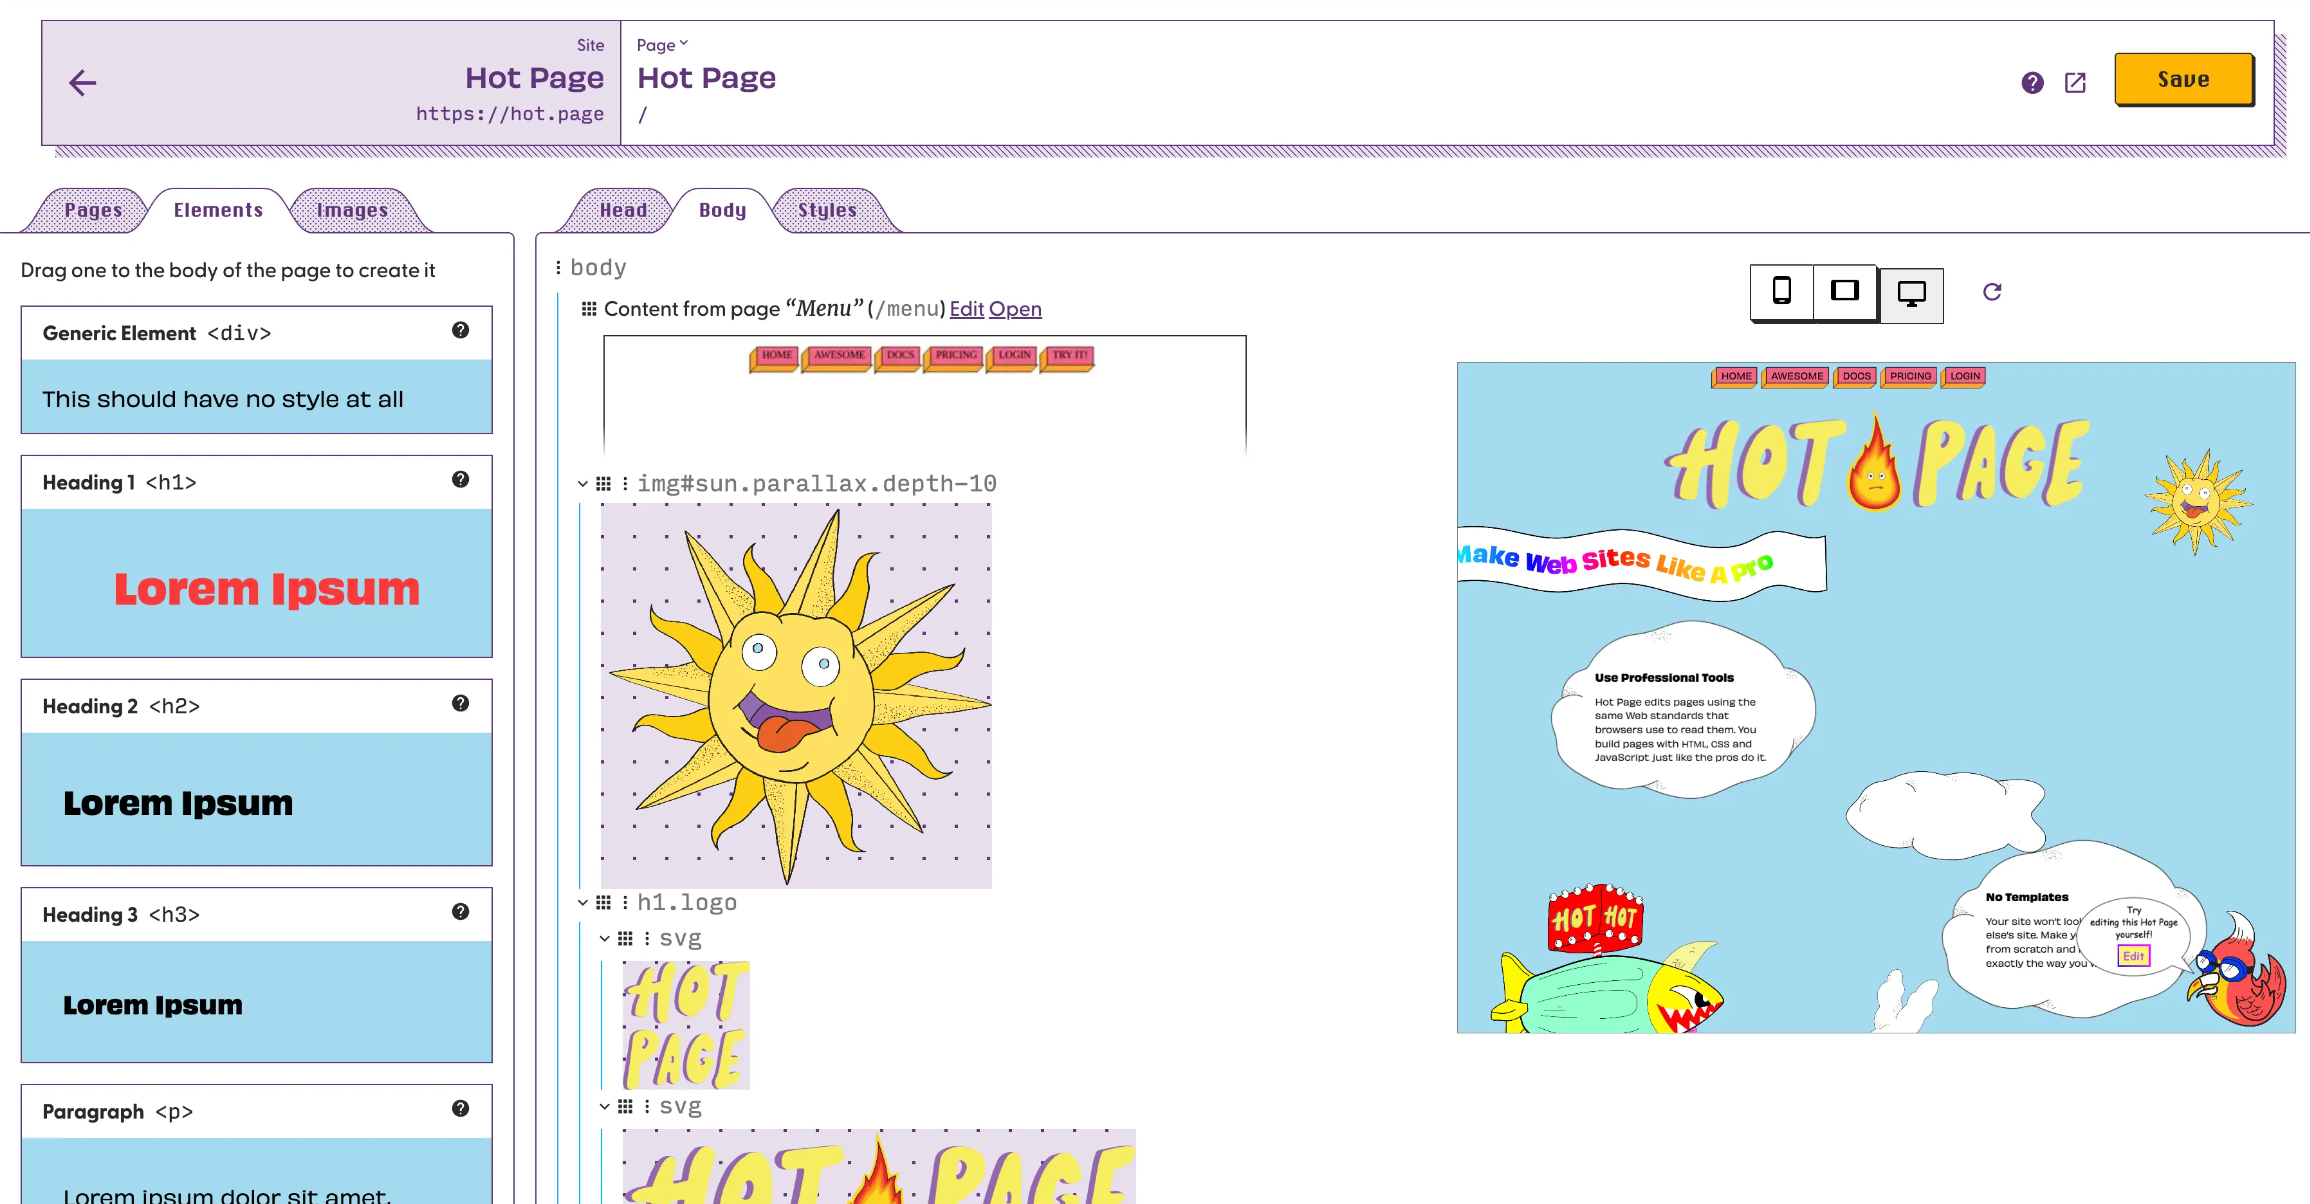 Site
Hot Page
https://hot.page
Page
Hot Page
/
Save
Pages
Elements
Images
Head
Body
Styles
Drag one to the body of the page to create it
Generic Element <div>
This should have no style at all
Heading 1 <h1>
Lorem Ipsum
Heading 2 <h2>
Lorem Ipsum
Heading 3 <h3>
Lorem Ipsum
Paragraph <p>
Lorem ipsum dolor sit amet,
body
Content from page “Menu” (/menu) Edit Open
HOME AWESOME DOCS PRICING LOGIN TRY IT!
img#sun.parallax.depth-10
h1.logo
svg
HOT
PAGE
svg
HOT PAGE
HOME AWESOME DOCS PRICING LOGIN
HOT PAGE
Make Web Sites Like A Pro
Use Professional Tools
Hot Page edits pages using the
same Web standards that
browsers use to read them. You
build pages with HTML, CSS and
JavaScript just like the pros do it.
HOT HOT
No Templates
Your site won't
else's site. Make
from scratch and
exactly the way you
Try
editing this Hot Page
yourself!
Edit